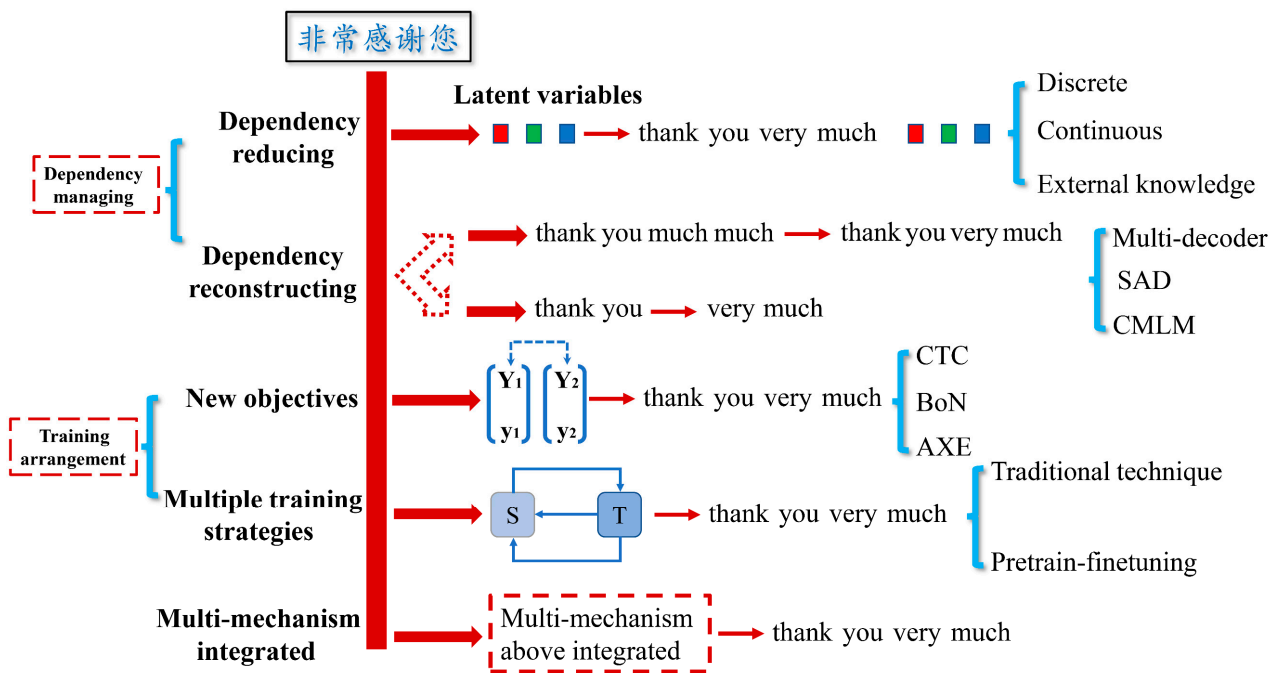 非常感谢您
Dependency
managing
Dependency
reducing
Latent variables
thank you very much
Discrete
Continuous
External knowledge
Dependency
reconstructing
thank you much much
thank you very much
thank you
very much
Multi-decoder
SAD
CMLM
Training
arrangement
New objectives
Y1
y1
Y2
y2
thank you very much
CTC
BoN
AXE
Multiple training
strategies
S
T
thank you very much
Traditional technique
Pretrain-finetuning
Multi-mechanism
integrated
Multi-mechanism
above integrated
thank you very much